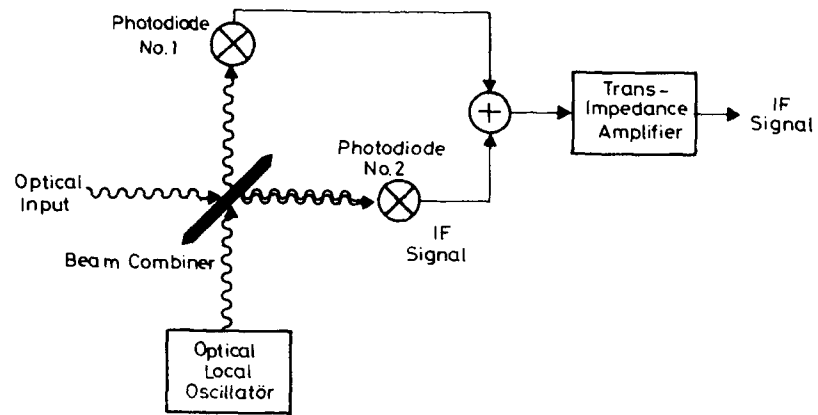 Photodiode
No.1
Trans-
Impedance
Amplifier
IF
Signal
Photodiode
No.2
Optical
Input
IF
Signal
Beam Combiner
Optical
Local
Oscillatör